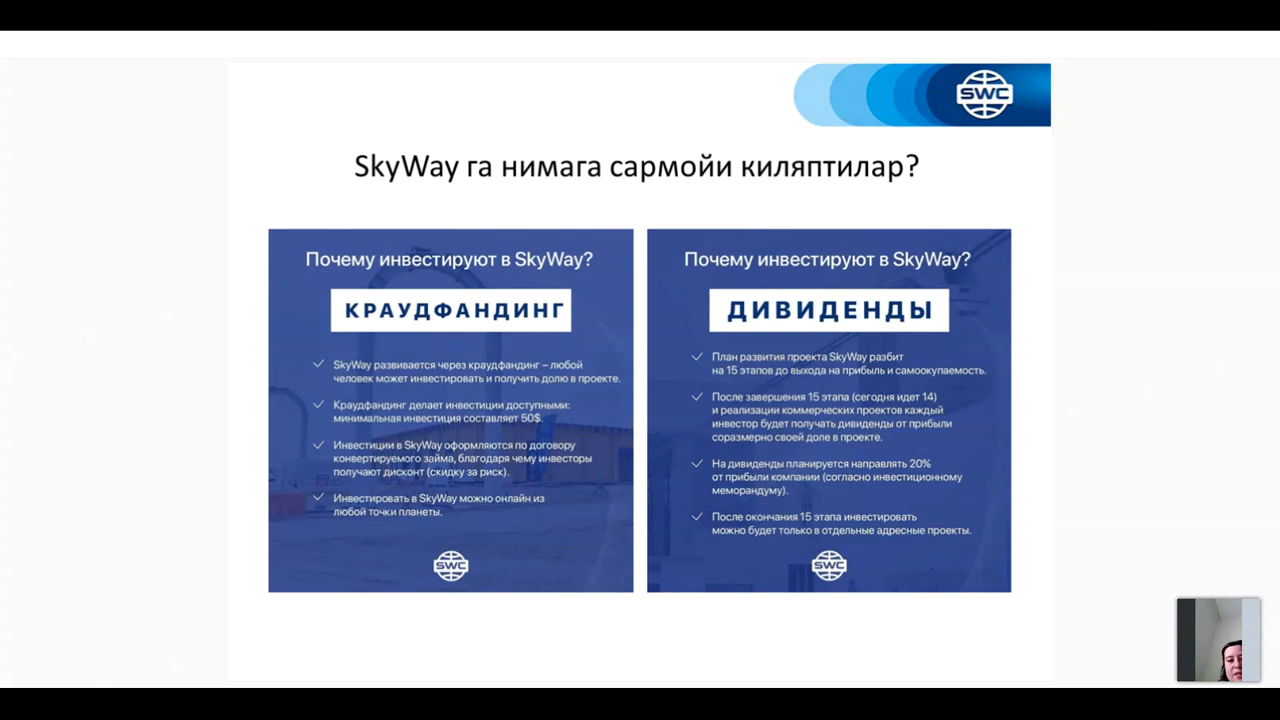 SWC
SkyWay га нимага сармойи киляптилар?
Почему инвестируют в SkyWay?
КРАУДФАНДИНГ
SkyWay развивается через краудфандинг – любой
человек может инвестировать и получить долю в проекте.
Краудфандинг делает инвестиции доступными:
минимальная инвестиция составляет 50$.
Инвестиции в SkyWay оформляются по договору
конвертируемого займа, благодаря чему инвесторы
получают дисконт (скидку за риск).
Инвестировать в SkyWay можно онлайн из
любой точки планеты.
SWC
Почему инвестируют в SkyWay?
ДИВИДЕНДЫ
План развития проекта SkyWay разбит
на 15 этапов до выхода на прибыль и самоокупаемость.
После завершения 15 этапа (сегодня идет 14)
и реализации коммерческих проектов каждый
инвестор будет получать дивиденды от прибыли
соразмерно своей доле в проекте.
На дивиденды планируется направлять 20%
от прибыли компании (согласно инвестиционному
меморандуму).
После окончания 15 этапа инвестировать
можно будет только в отдельные адресные проекты.
SWC